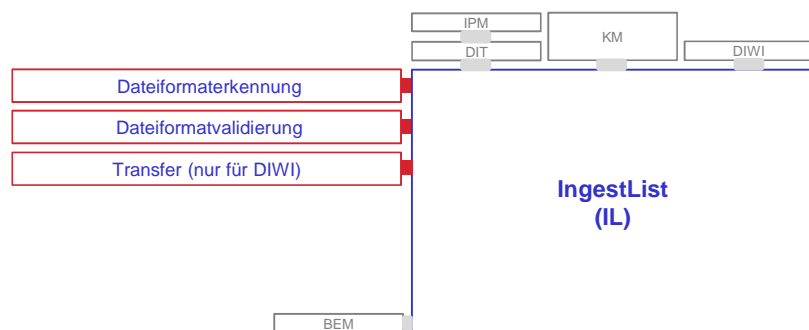 IPM
DIT
KM
DIWI
Dateiformaterkennung
Dateiformatvalidierung
Transfer (nur für DIWI)
IngestList
(IL)
BEM